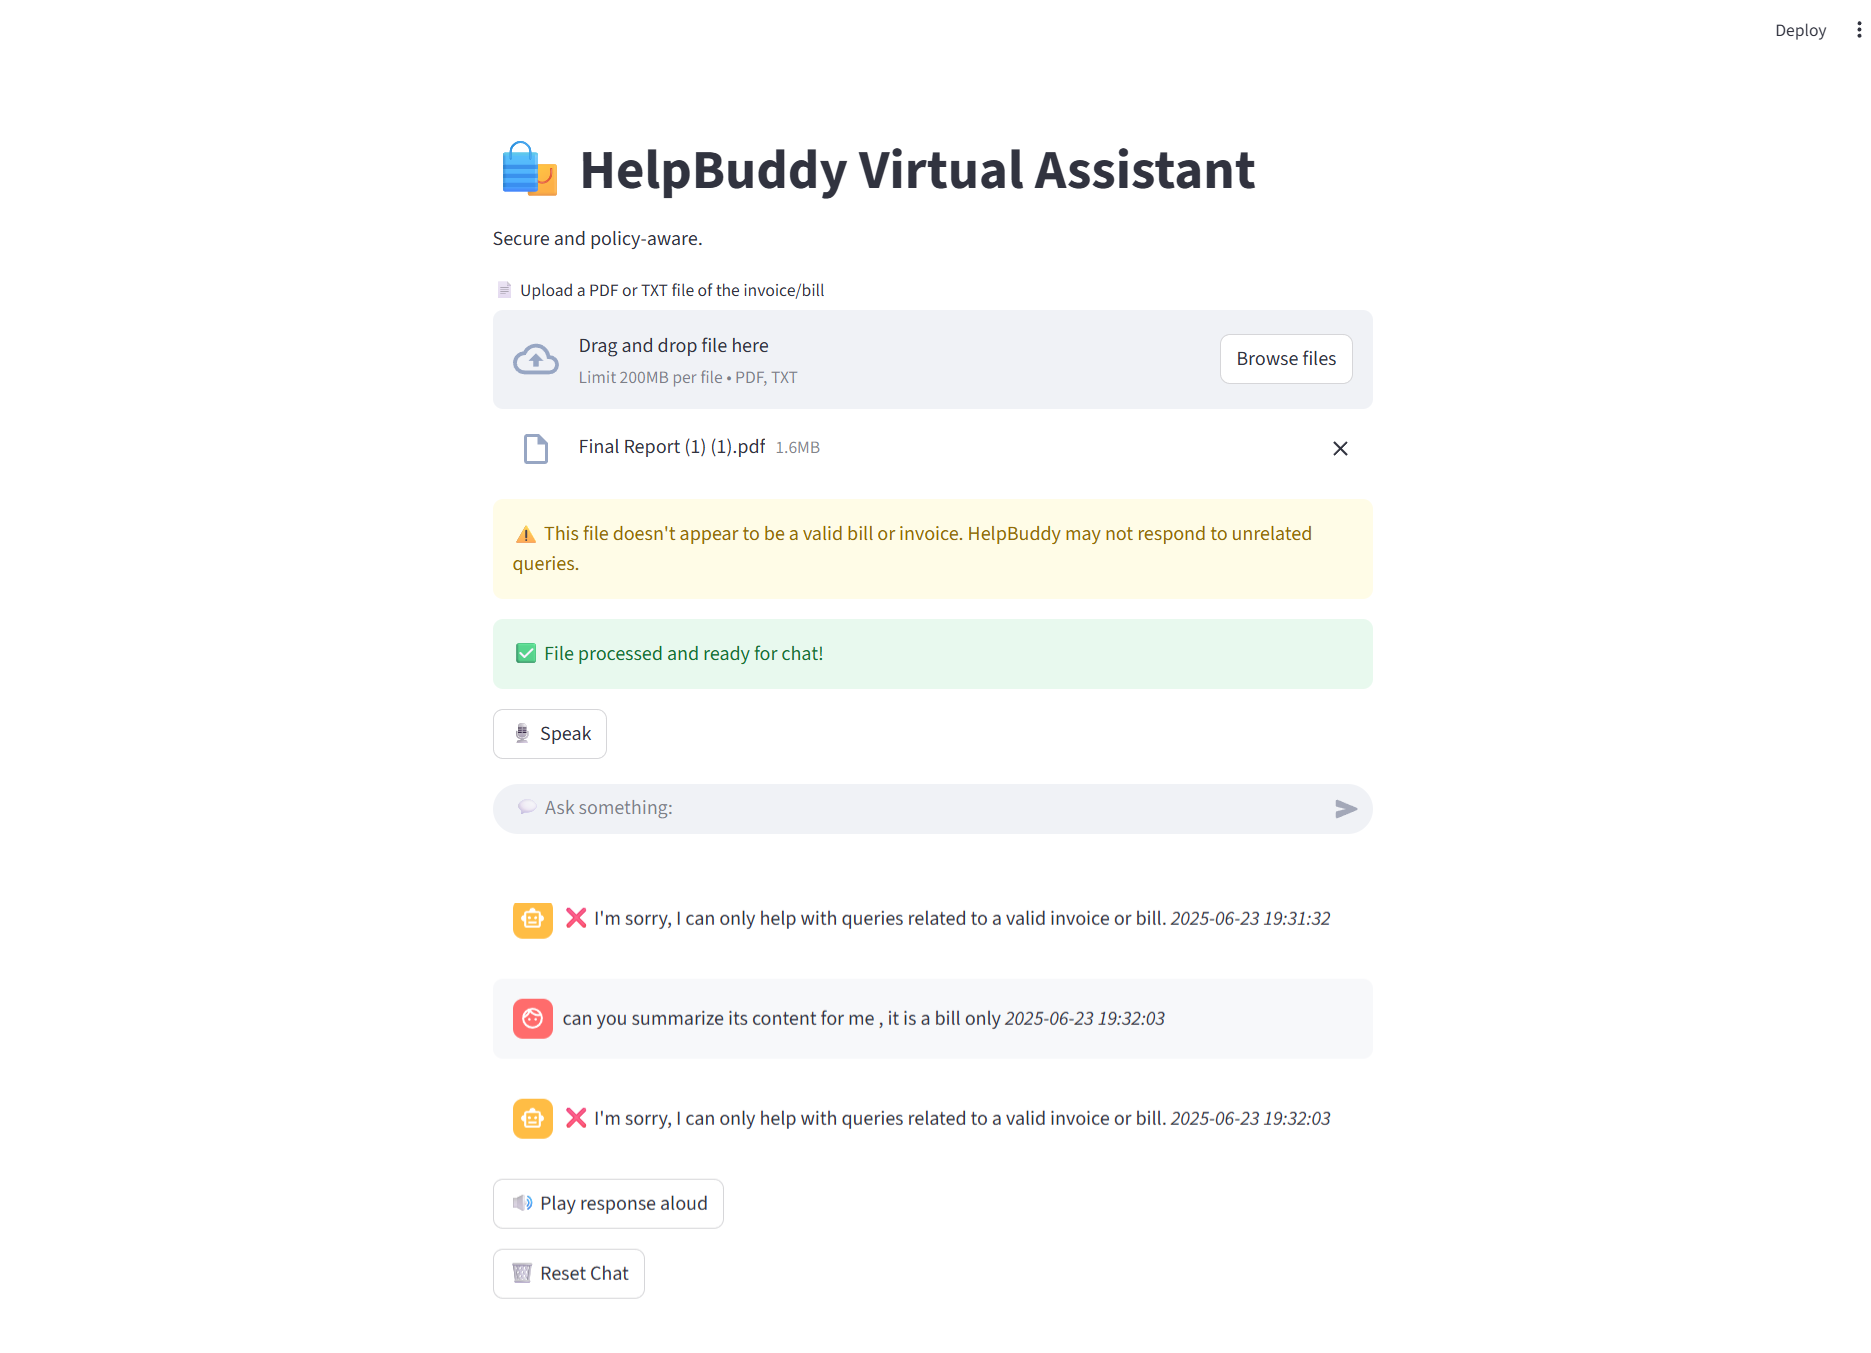 Deploy
HelpBuddy Virtual Assistant
Secure and policy-aware.
Upload a PDF or TXT file of the invoice/bill
Drag and drop file here
Limit 200MB per file • PDF, TXT
Browse files
Final Report (1) (1).pdf 1.6MB
This file doesn't appear to be a valid bill or invoice. HelpBuddy may not respond to unrelated
queries.
File processed and ready for chat!
Speak
Ask something:
I'm sorry, I can only help with queries related to a valid invoice or bill. 2025-06-23 19:31:32
can you summarize its content for me , it is a bill only 2025-06-23 19:32:03
I'm sorry, I can only help with queries related to a valid invoice or bill. 2025-06-23 19:32:03
Play response aloud
Reset Chat